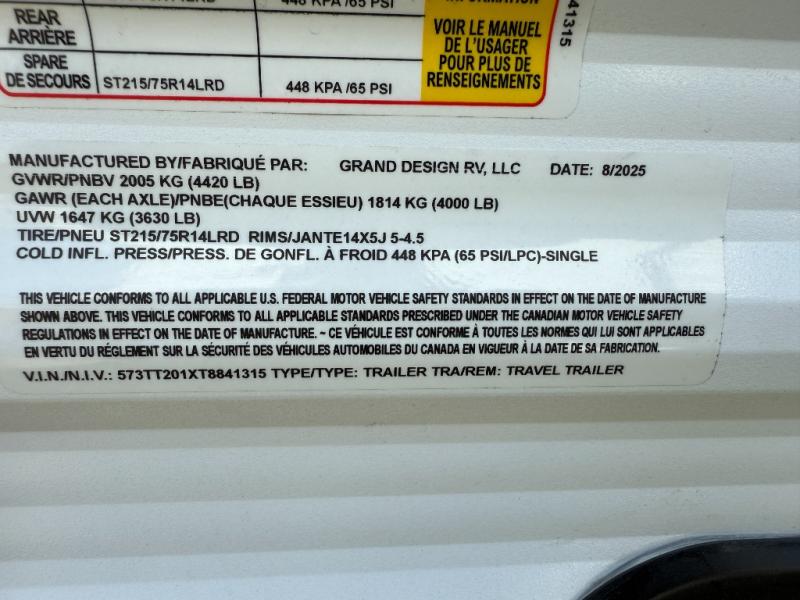 448 KPA /65 PSI
INFORMATION
REAR
ARRIÈRE
VOIR LE MANUEL
DE L'USAGER
POUR PLUS DE
RENSEIGNEMENTS
SPARE
DE SECOURS
ST215/75R14LRD
448 KPA /65 PSI
41315
MANUFACTURED BY/FABRIQUÉ PAR: GRAND DESIGN RV, LLC DATE: 8/2025
GVWR/PNBV 2005 KG (4420 LB)
GAWR (EACH AXLE)/PNBE(CHAQUE ESSIEU) 1814 KG (4000 LB)
UVW 1647 KG (3630 LB)
TIRE/PNEU ST215/75R14LRD RIMS/JANTE14X5J 5-4.5
COLD INFL. PRESS/PRESS. DE GONFL. À FROID 448 KPA (65 PSI/LPC)-SINGLE
THIS VEHICLE CONFORMS TO ALL APPLICABLE U.S. FEDERAL MOTOR VEHICLE SAFETY STANDARDS IN EFFECT ON THE DATE OF MANUFACTURE
SHOWN ABOVE. THIS VEHICLE CONFORMS TO ALL APPLICABLE STANDARDS PRESCRIBED UNDER THE CANADIAN MOTOR VEHICLE SAFETY
REGULATIONS IN EFFECT ON THE DATE OF MANUFACTURE. ~ CE VÉHICULE EST CONFORME À TOUTES LES NORMES QUI LUI SONT APPLICABLES
EN VERTU DU RÉGLEMENT SUR LA SÉCURITÉ DES VÉHICULES AUTOMOBILES DU CANADA EN VIGUEUR À LA DATE DE SA FABRICATION.
V.I.N./N.I.V.: 573TT201XT8841315 TYPE/TYPE: TRAILER TRA/REM: TRAVEL TRAILER